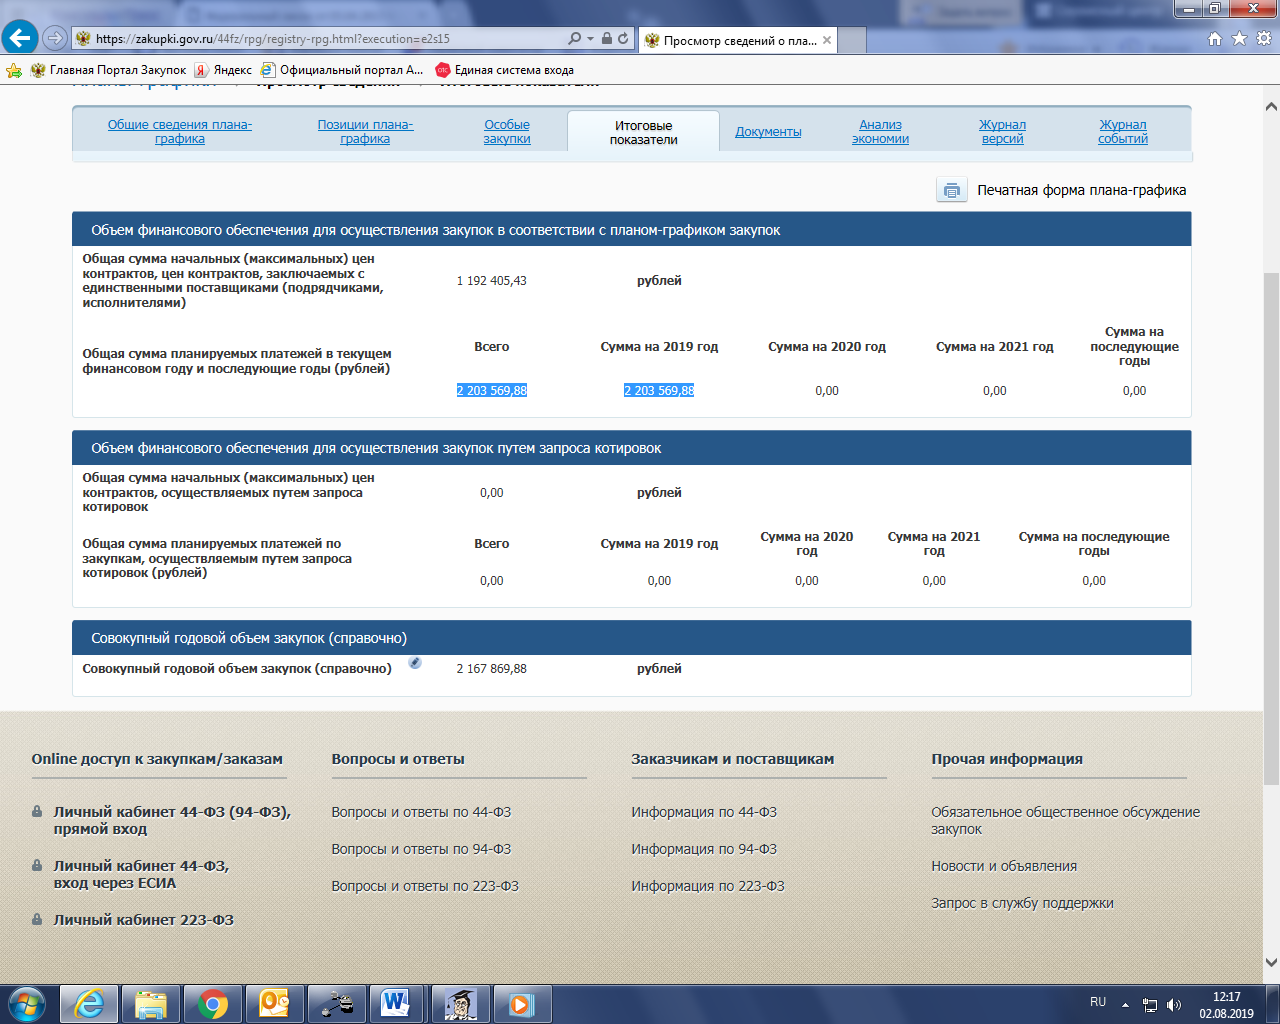 https://zakupki.gov.ru/44fz/rpg/registry-rpg.html?execution=e2s15
Просмотр сведений о пла...
Главная Портал Закупок
Яндекс
Официальный портал А...
Единая система входа
Общие сведения плана-
графика
Позиции плана-
графика
Особые
закупки
Итоговые
показатели
Документы
Анализ
экономии
Журнал
версий
Журнал
событий
Печатная форма плана-графика
Объем финансового обеспечения для осуществления закупок в соответствии с планом-графиком закупок
Общая сумма начальных (максимальных) цен
контрактов, цен контрактов, заключаемых с
единственными поставщиками (подрядчиками,
исполнителями)
1 192 405,43
рублей
Общая сумма планируемых платежей в текущем
финансовом году и последующие годы (рублей)
Всего
Сумма на 2019 год
Сумма на 2020 год
Сумма на 2021 год
Сумма на
последующие
годы
2 203 569,88
2 203 569,88
0,00
0,00
0,00
Объем финансового обеспечения для осуществления закупок путем запроса котировок
Общая сумма начальных (максимальных) цен
контрактов, осуществляемых путем запроса
котировок
0,00
рублей
Общая сумма планируемых платежей по
закупкам, осуществляемым путем запроса
котировок (рублей)
Всего
Сумма на 2019 год
Сумма на 2020
год
Сумма на 2021
год
Сумма на последующие
годы
0,00
0,00
0,00
0,00
0,00
Совокупный годовой объем закупок (справочно)
Совокупный годовой объем закупок (справочно)
2 167 869,88
рублей
Online доступ к закупкам/заказам
Личный кабинет 44-ФЗ (94-ФЗ),
прямой вход
Личный кабинет 44-ФЗ,
вход через ЕСИА
Личный кабинет 223-ФЗ
Вопросы и ответы
Вопросы и ответы по 44-ФЗ
Вопросы и ответы по 94-ФЗ
Вопросы и ответы по 223-ФЗ
Заказчикам и поставщикам
Информация по 44-ФЗ
Информация по 94-ФЗ
Информация по 223-ФЗ
Прочая информация
Обязательное общественное обсуждение
закупок
Новости и объявления
Запрос в службу поддержки
RU
12:17
02.08.2019